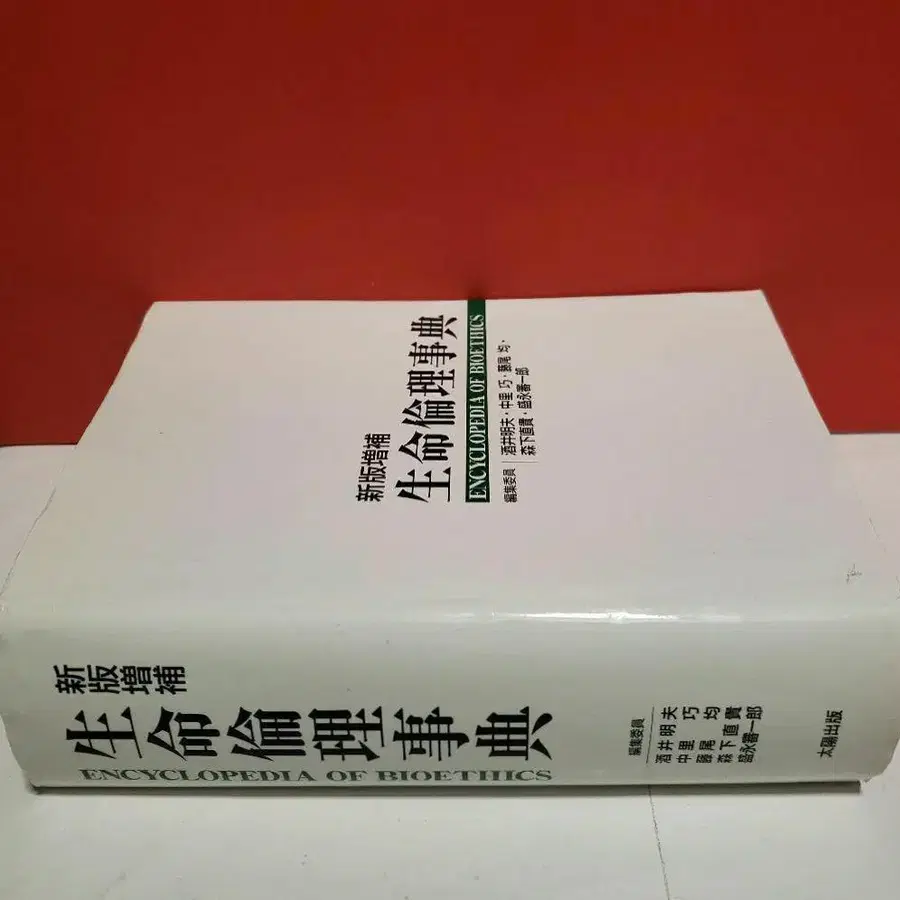 新版増補
生命倫理事典
ENCYCLOPEDIA OF BIOETHICS
編集委員
酒井明夫・中里 巧・藤尾 均・
森下直貴・盛永審一郎
新版増補
生命倫理事典
ENCYCLOPEDIA OF BIOETHICS
編集委員
酒井明夫
中里 巧
藤尾 均
森下直貴
盛永審一郎
太陽出版